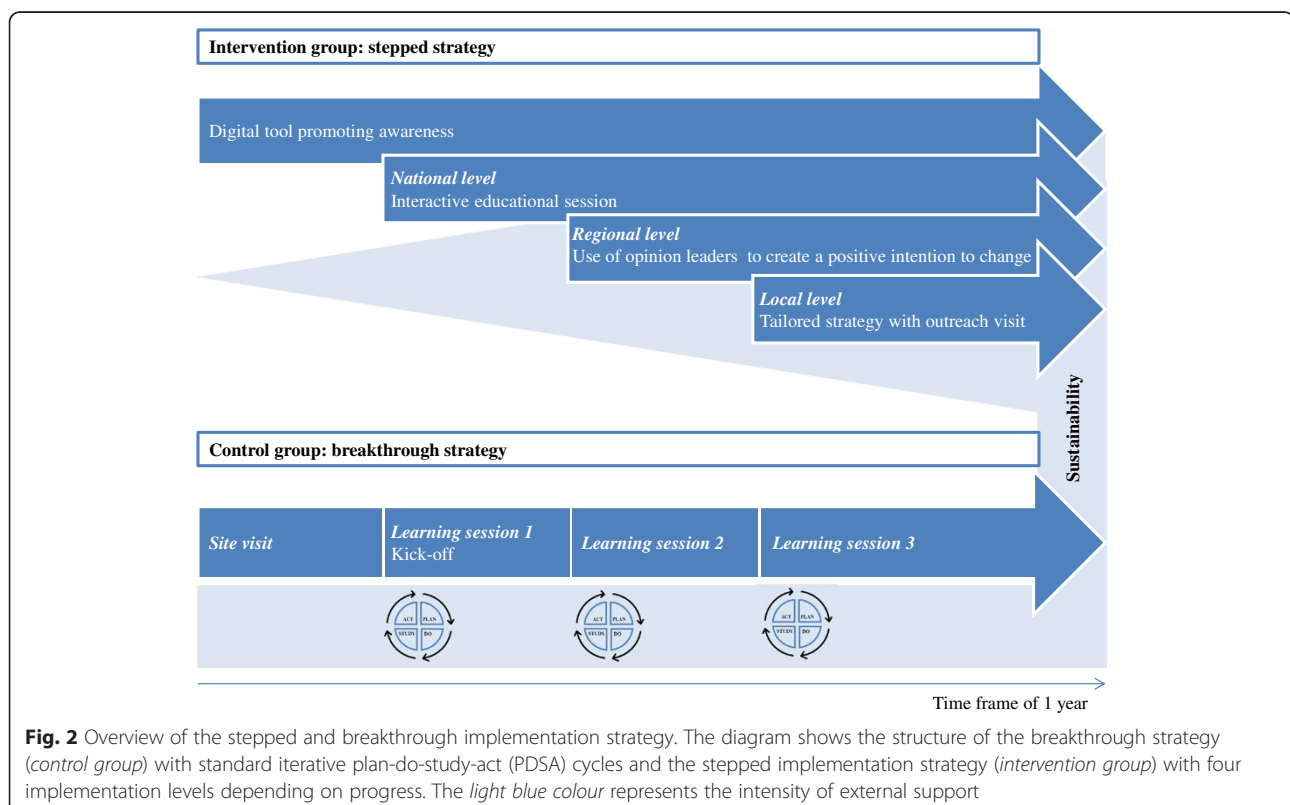 Intervention group: stepped strategy
Digital tool promoting awareness
National level
Interactive educational session
Regional level
Use of opinion leaders to create a positive intention to change
Local level
Tailored strategy with outreach visit
Sustainability
Control group: breakthrough strategy
Site visit
Learning session 1
Kick-off
Learning session 2
Learning session 3
ACT PLAN
STUDY DO
ACT PLAN
STUDY DO
ACT PLAN
STUDY DO
Time frame of 1 year
Fig. 2 Overview of the stepped and breakthrough implementation strategy. The diagram shows the structure of the breakthrough strategy
(control group) with standard iterative plan-do-study-act (PDSA) cycles and the stepped implementation strategy (intervention group) with four
implementation levels depending on progress. The light blue colour represents the intensity of external support